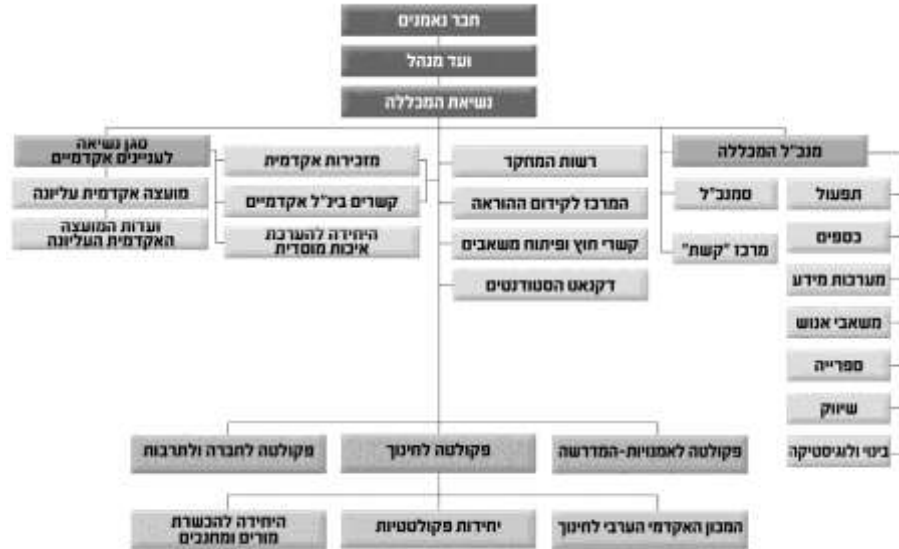 חבר נאמנים
ועד מנהל
נשיאת המכללה
מנכ"ל המכללה
תפעול
כספים
מערכות מידע
משאבי אנוש
ספרייה
שיווק
בינוי ולוגיסטיקה
סמנכ"ל
מרכז "קשת"
רשות המחקר
המרכז לקידום ההוראה
קשרי חוץ ופיתוח משאבים
דקנאט הסטודנטים
מזכירות אקדמית
קשרים בינ"ל אקדמיים
היחידה להערכת
איכות מוסדית
סגן נשיאה
לעניינים אקדמיים
מועצה אקדמית עליונה
ועדות המועצה
האקדמית העליונה
פקולטה לאמנויות-המדרשה
פקולטה לחינוך
פקולטה לחברה ולתרבות
המכון האקדמי הערבי לחינוך
יחידות פקולטטיות
היחידה להכשרת
מורים ומחנכים